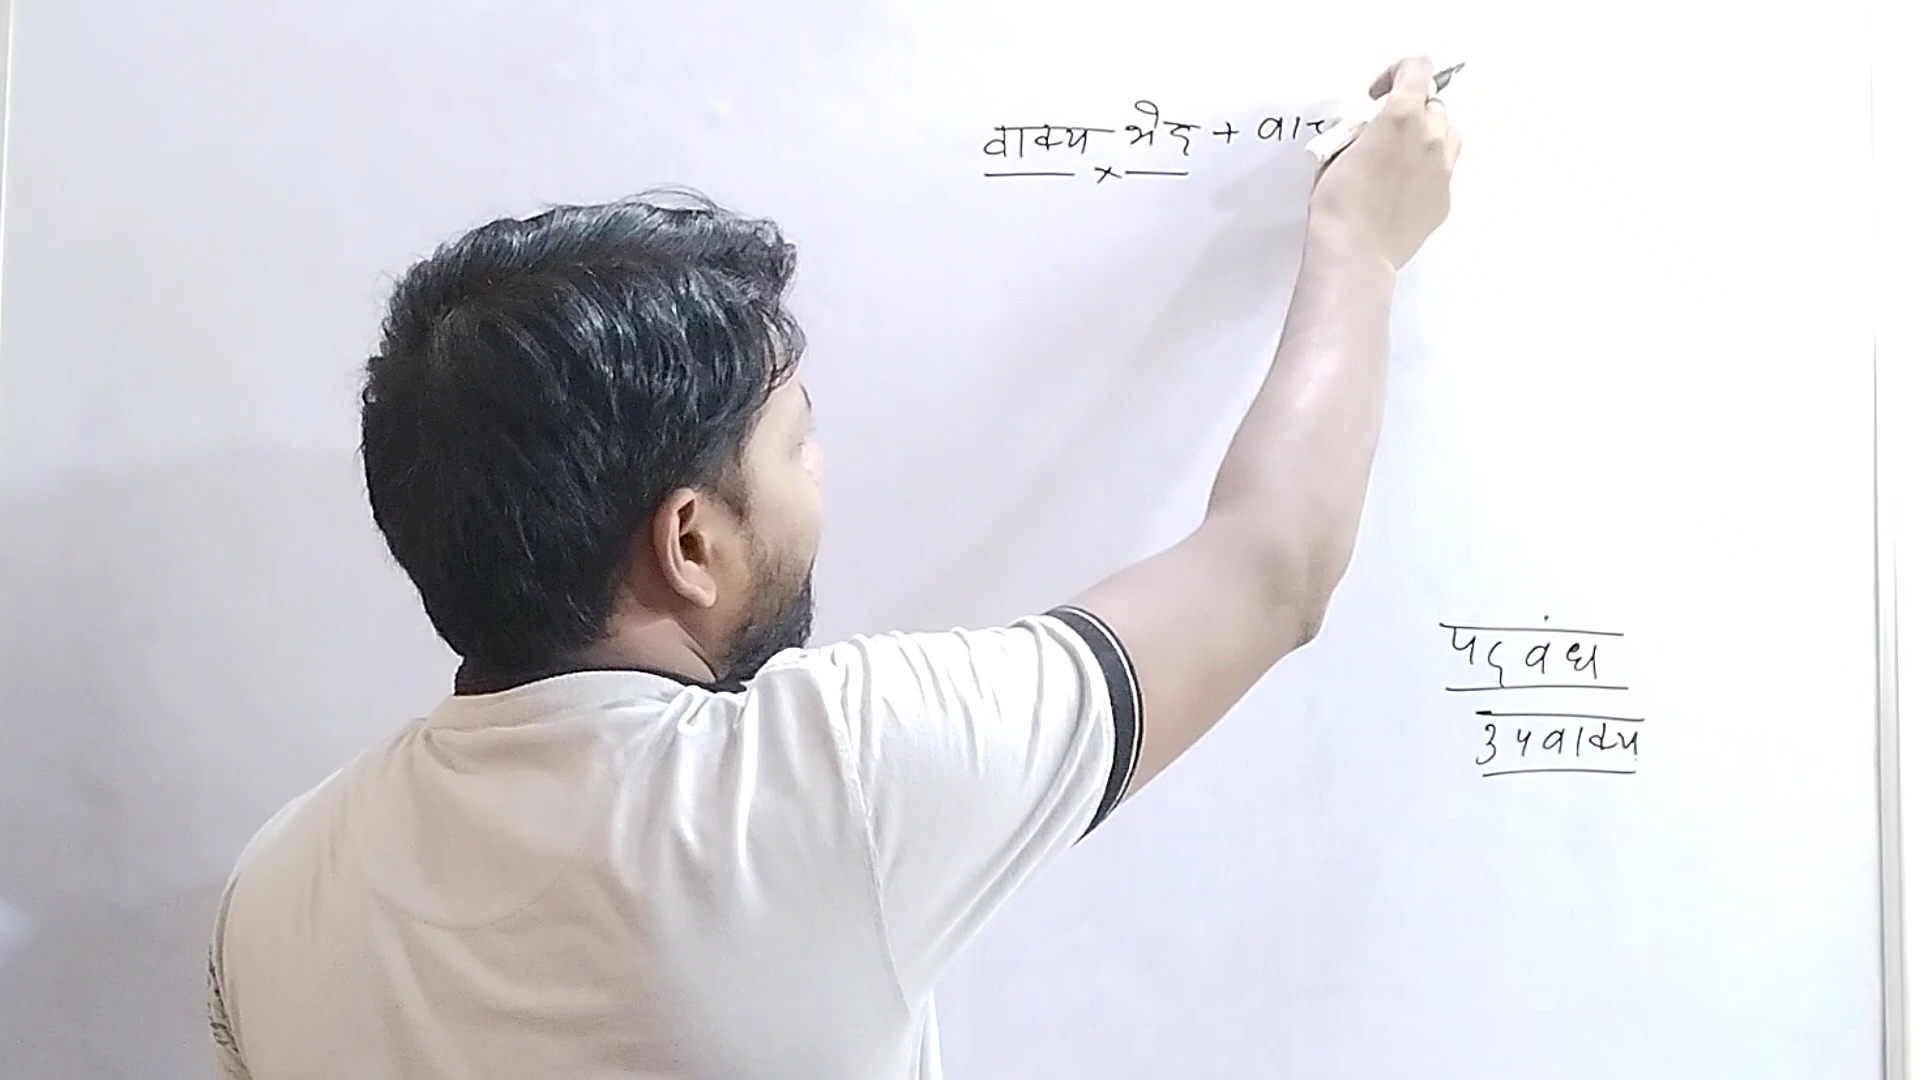 वाक्य भेद +
पदबंध
उपवाक्य